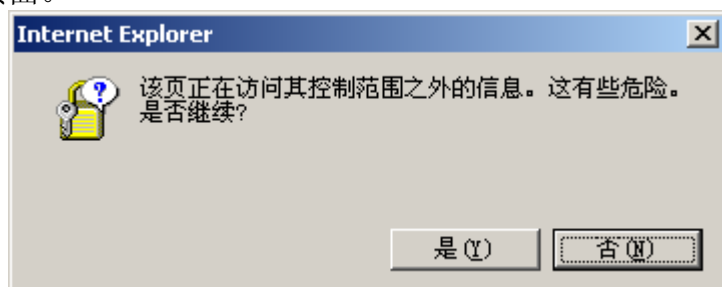 Internet Explorer
该页正在访问其控制范围之外的信息。这有些危险。
是否继续?
是(Y)
否(N)